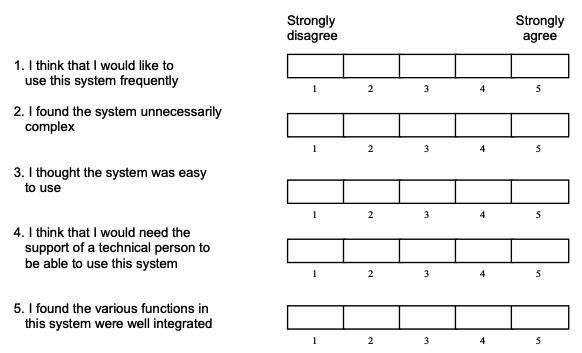 Strongly disagree
Strongly agree
1. I think that I would like to
use this system frequently
1 2 3 4 5
2. I found the system unnecessarily
complex
1 2 3 4 5
3. I thought the system was easy
to use
1 2 3 4 5
4. I think that I would need the
support of a technical person to
be able to use this system
1 2 3 4 5
5. I found the various functions in
this system were well integrated
1 2 3 4 5